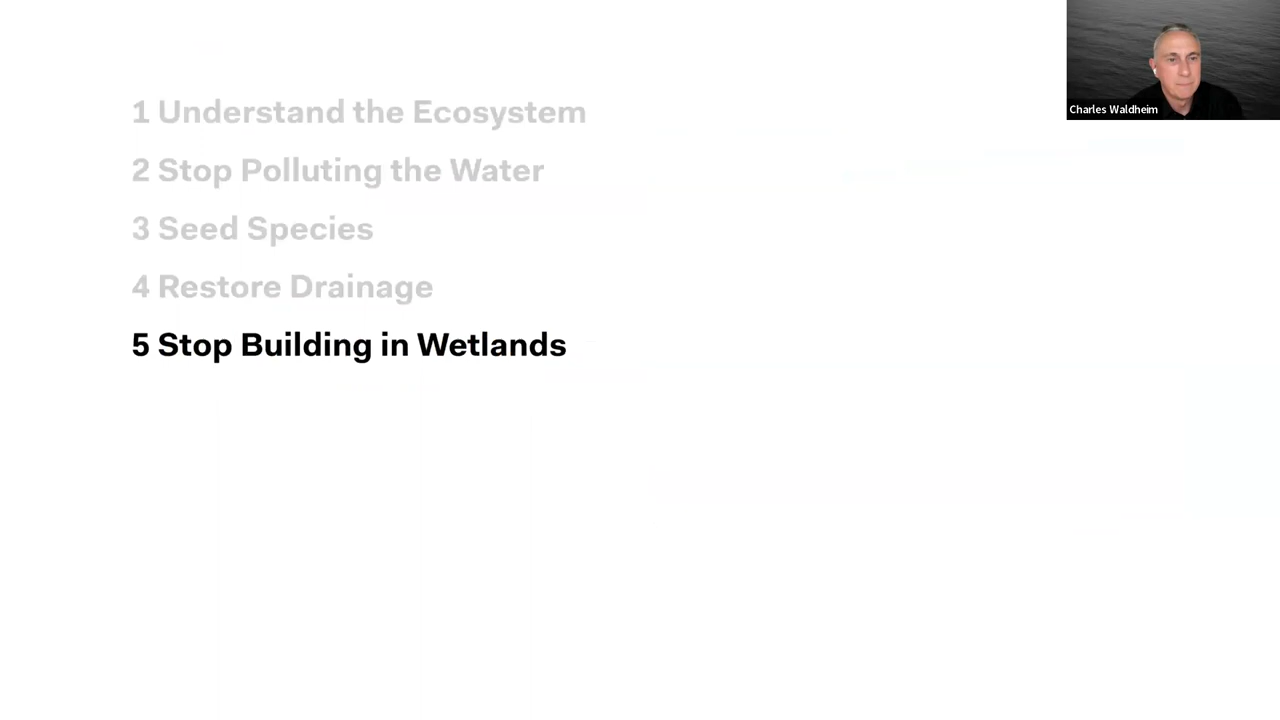 1 Understand the Ecosystem
2 Stop Polluting the Water
3 Seed Species
4 Restore Drainage
5 Stop Building in Wetlands
Charles Waldheim